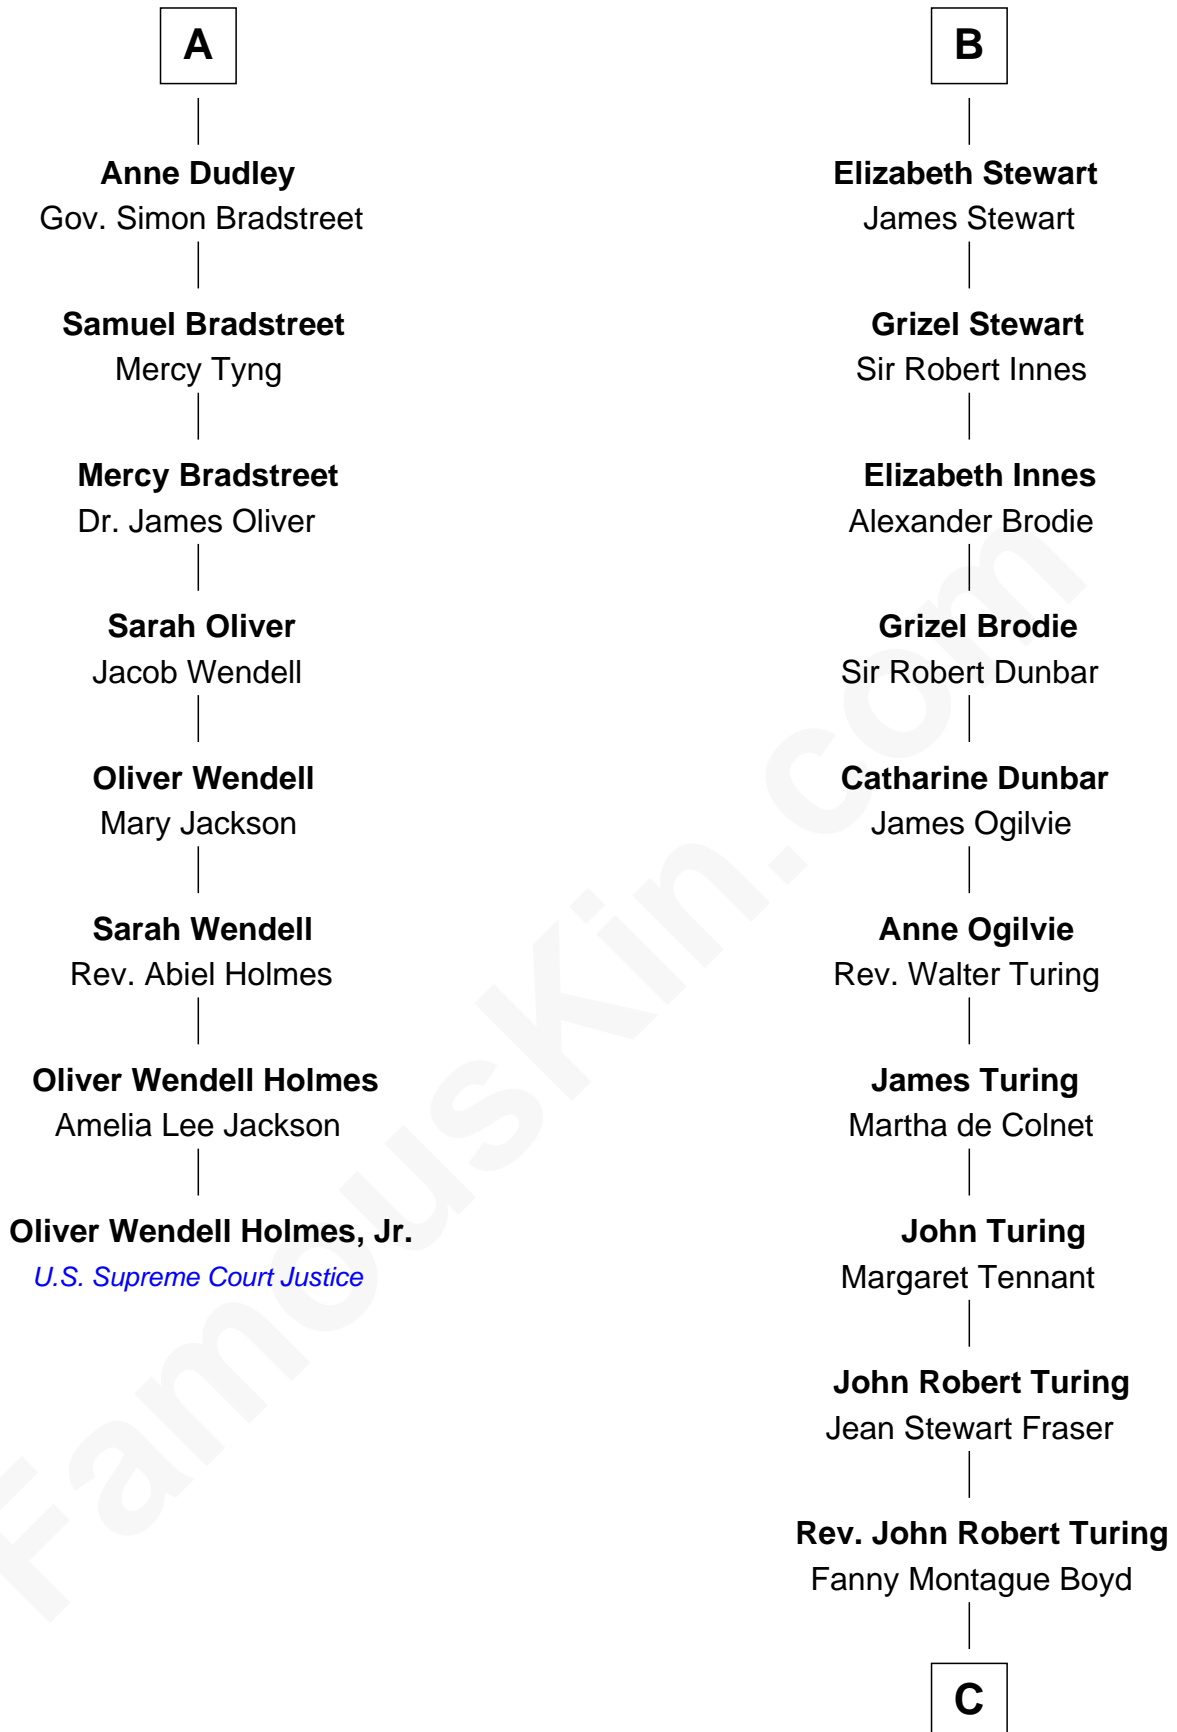 A
Anne Dudley
Gov. Simon Bradstreet
Samuel Bradstreet
Mercy Tyng
Mercy Bradstreet
Dr. James Oliver
Sarah Oliver
Jacob Wendell
Oliver Wendell
Mary Jackson
Sarah Wendell
Rev. Abiel Holmes
Oliver Wendell Holmes
Amelia Lee Jackson
Oliver Wendell Holmes, Jr.
U.S. Supreme Court Justice
B
Elizabeth Stewart
James Stewart
Grizel Stewart
Sir Robert Innes
Elizabeth Innes
Alexander Brodie
Grizel Brodie
Sir Robert Dunbar
Catharine Dunbar
James Ogilvie
Anne Ogilvie
Rev. Walter Turing
James Turing
Martha de Colnet
John Turing
Margaret Tennant
John Robert Turing
Jean Stewart Fraser
Rev. John Robert Turing
Fanny Montague Boyd
C
FamousKin.com